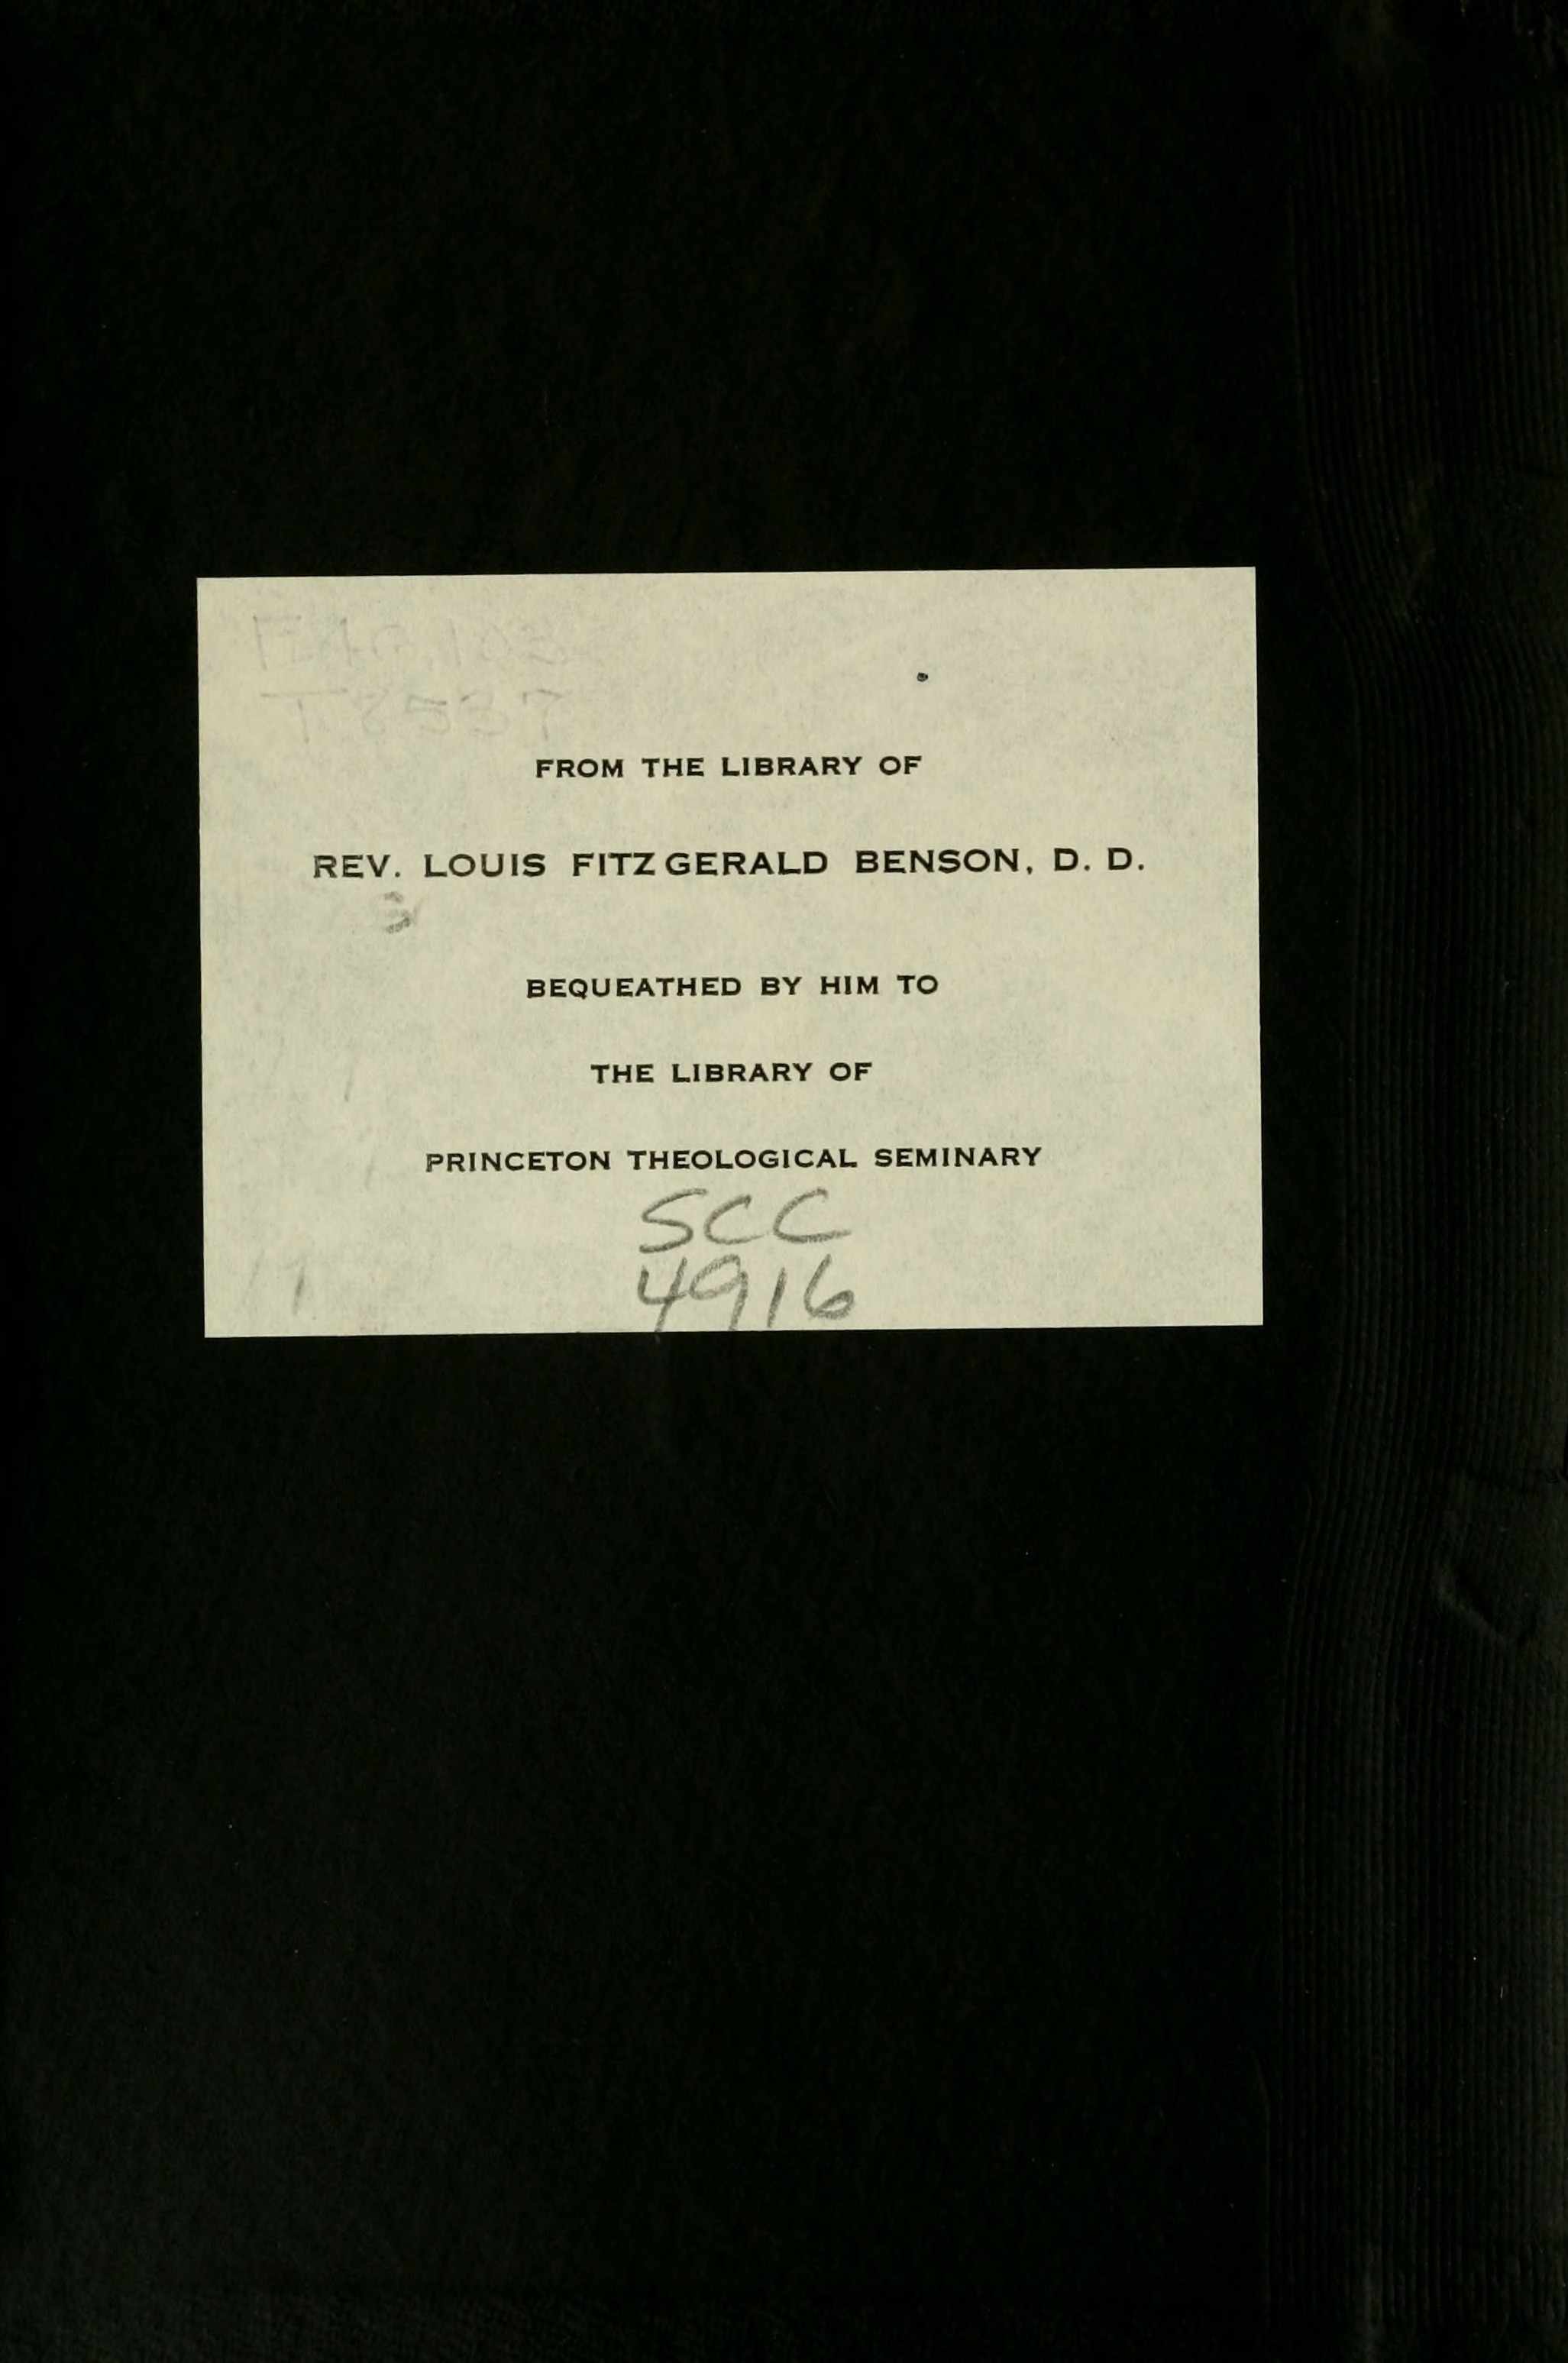 FROM THE LIBRARY OF
REV. LOUIS FITZGERALD BENSON, D. D.
BEQUEATHED BY HIM TO
THE LIBRARY OF
PRINCETON THEOLOGICAL SEMINARY
SCC
4916